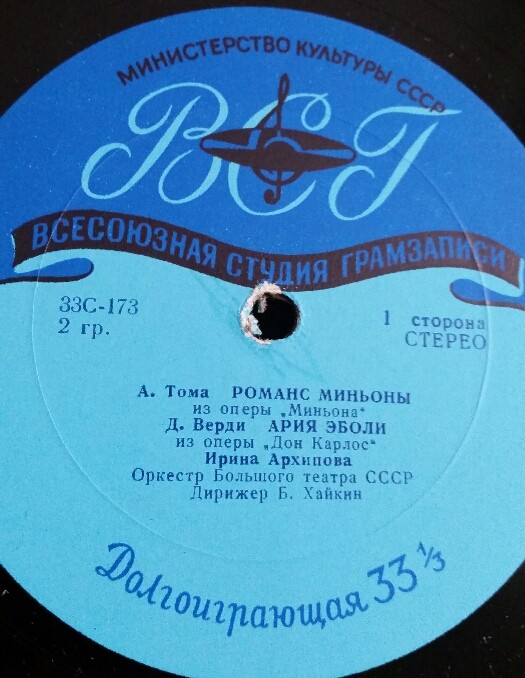 МИНИСТЕРСТВО КУЛЬТУРЫ СССР
ВСГ
ВСЕСОЮЗНАЯ СТУДИЯ ГРАМЗАПИСИ
33С-173
2 гр.
1 сторона
СТЕРЕО
А. Тома РОМАНС МИНЬОНЫ
из оперы „Миньона“
Д. Верди АРИЯ ЭБОЛИ
из оперы „Дон Карлос“
Ирина Архипова
Оркестр Большого театра СССР
Дирижер Б. Хайкин
Долгоиграющая 33 1/3